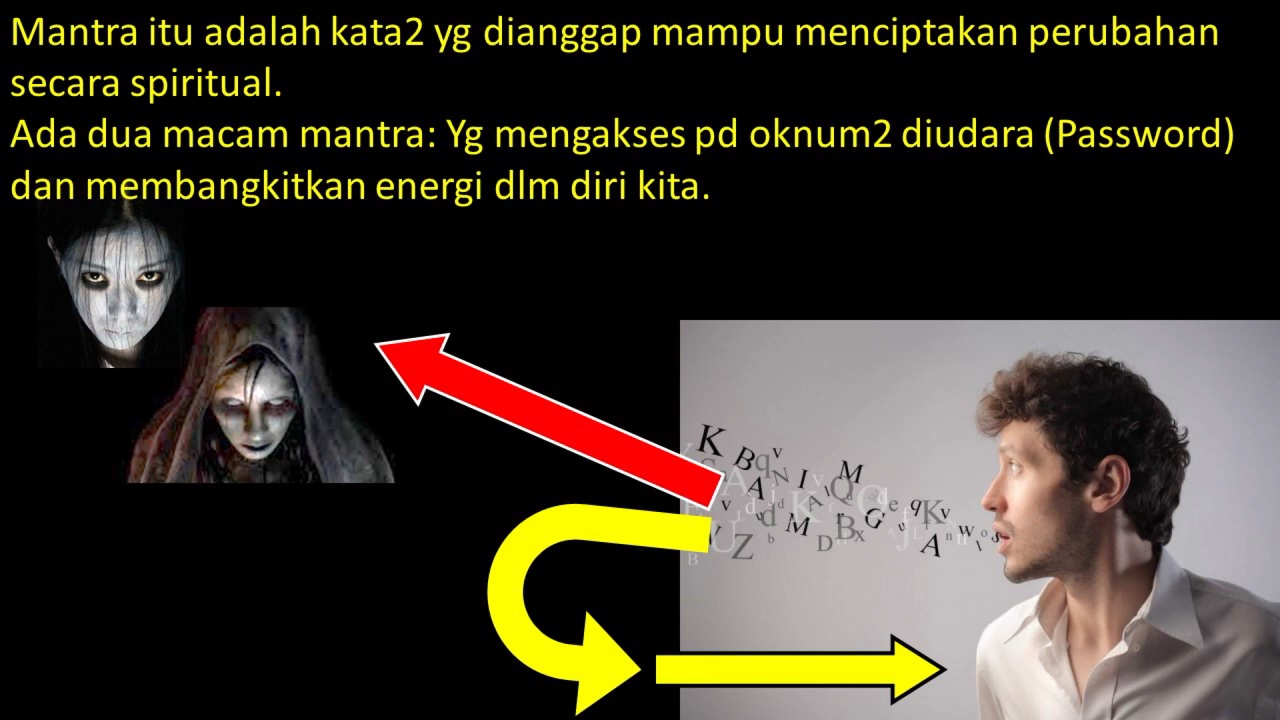 Mantra itu adalah kata2 yg dianggap mampu menciptakan perubahan
secara spiritual.
Ada dua macam mantra: Yg mengakses pd oknum2 diudara (Password)
dan membangkitkan energi dlm diri kita.